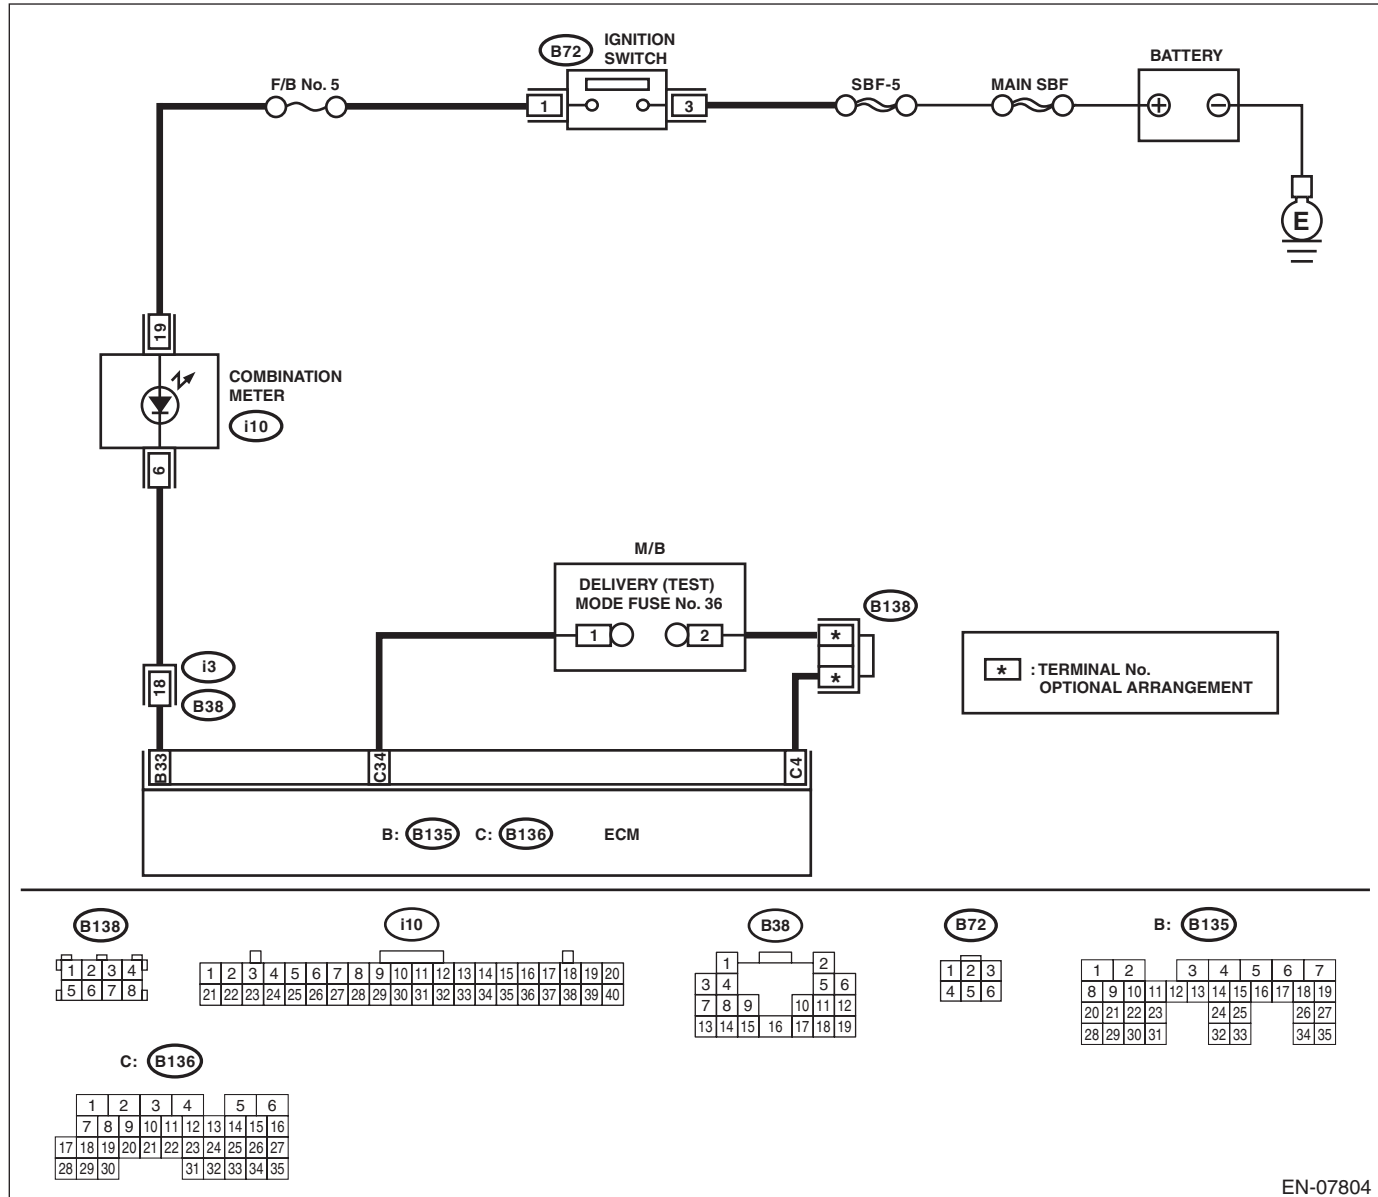 B72
IGNITION
SWITCH
F/B No. 5
1
3
SBF-5
MAIN SBF
BATTERY
+
−
E
19
COMBINATION
METER
i10
6
M/B
DELIVERY (TEST)
MODE FUSE No. 36
1
2
B138
*
*
* : TERMINAL No.
OPTIONAL ARRANGEMENT
18
i3
B38
B33
C34
C4
B: B135 C: B136 ECM
B138
1 2 3 4
5 6 7 8
i10
1 2 3 4 5 6 7 8 9 10 11 12 13 14 15 16 17 18 19 20
21 22 23 24 25 26 27 28 29 30 31 32 33 34 35 36 37 38 39 40
B38
1 2
3 4 5 6
7 8 9 10 11 12
13 14 15 16 17 18 19
B72
1 2 3
4 5 6
B: B135
1 2 3 4 5 6 7
8 9 10 11 12 13 14 15 16 17 18 19
20 21 22 23 24 25 26 27
28 29 30 31 32 33 34 35
C: B136
1 2 3 4 5 6
7 8 9 10 11 12 13 14 15 16
17 18 19 20 21 22 23 24 25 26 27
28 29 30 31 32 33 34 35
EN-07804